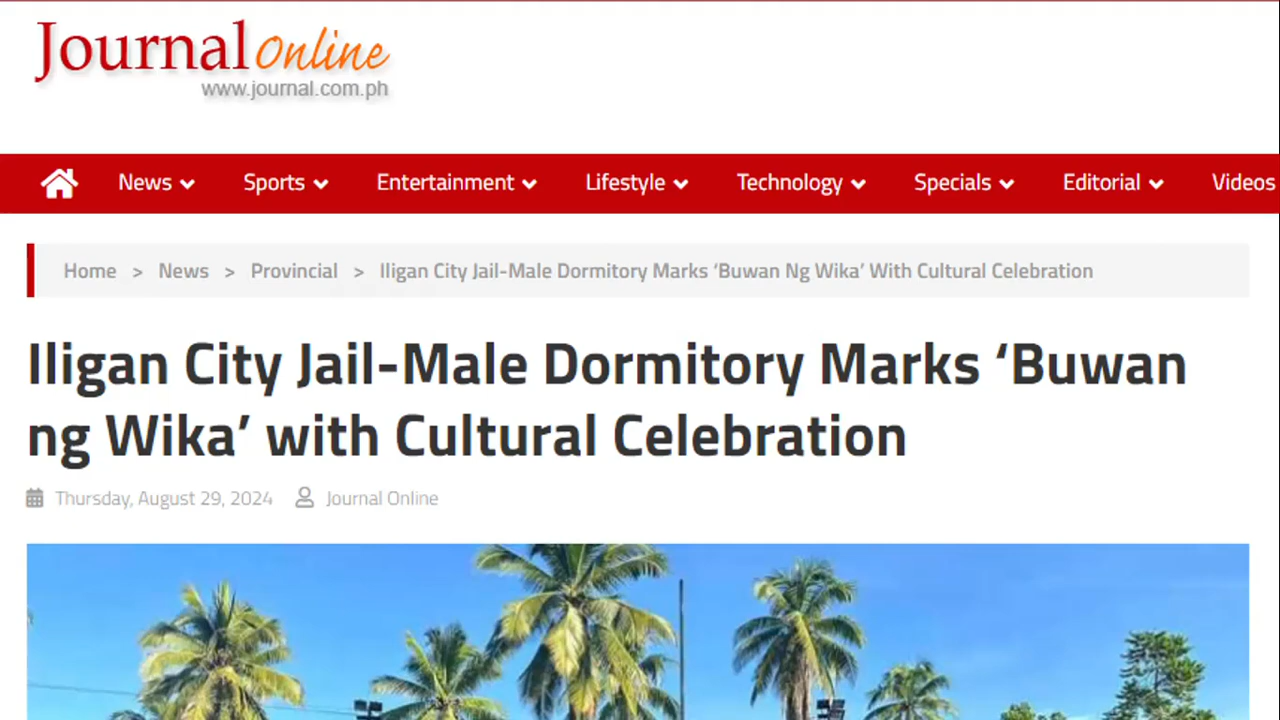 Journal Online
www.journal.com.ph
News Sports Entertainment Lifestyle Technology Specials Editorial Videos
Home > News > Provincial > Iligan City Jail-Male Dormitory Marks ‘Buwan Ng Wika’ With Cultural Celebration
Iligan City Jail-Male Dormitory Marks ‘Buwan
ng Wika’ with Cultural Celebration
Thursday, August 29, 2024 Journal Online